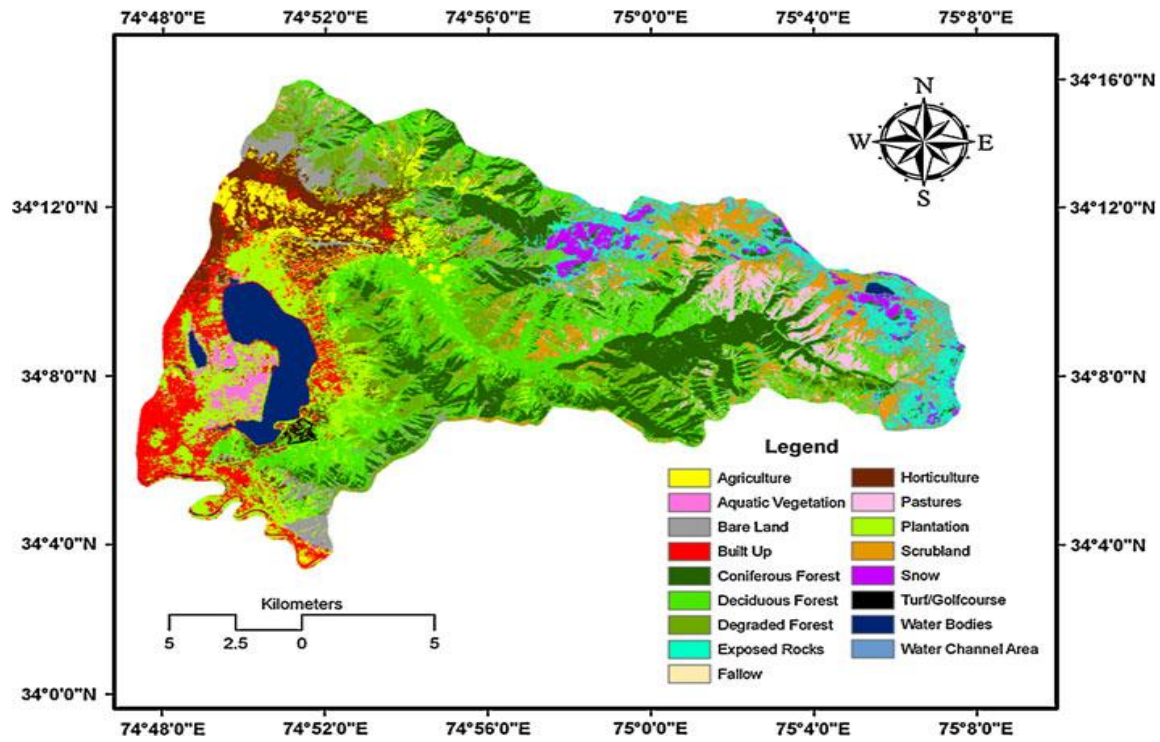 74°48'0"E 74°52'0"E 74°56'0"E 75°0'0"E 75°4'0"E 75°8'0"E
34°16'0"N
N
W E
S
34°12'0"N 34°12'0"N
34°8'0"N 34°8'0"N
Legend
Agriculture Horticulture
Aquatic Vegetation Pastures
Bare Land Plantation
Built Up Scrubland
Coniferous Forest Snow
Deciduous Forest Turf/Golfcourse
Degraded Forest Water Bodies
Exposed Rocks Water Channel Area
Fallow
34°4'0"N 34°4'0"N
Kilometers
5 2.5 0 5
34°0'0"N
74°48'0"E 74°52'0"E 74°56'0"E 75°0'0"E 75°4'0"E 75°8'0"E